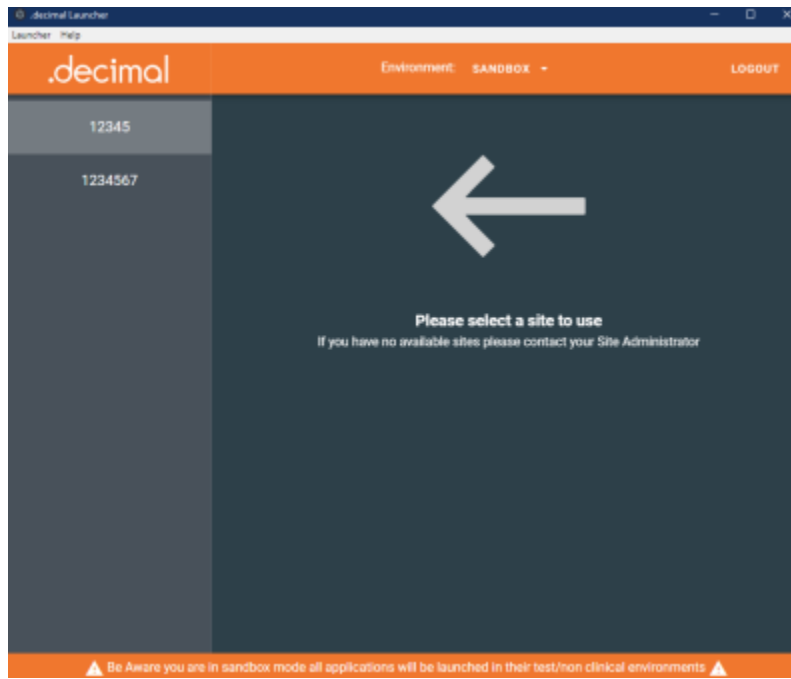 .decimal Launcher
Launcher Help
.decimal
Environment: SANDBOX
LOGOUT
12345
1234567
Please select a site to use
If you have no available sites please contact your Site Administrator
Be Aware you are in sandbox mode all applications will be launched in their test/non clinical environments